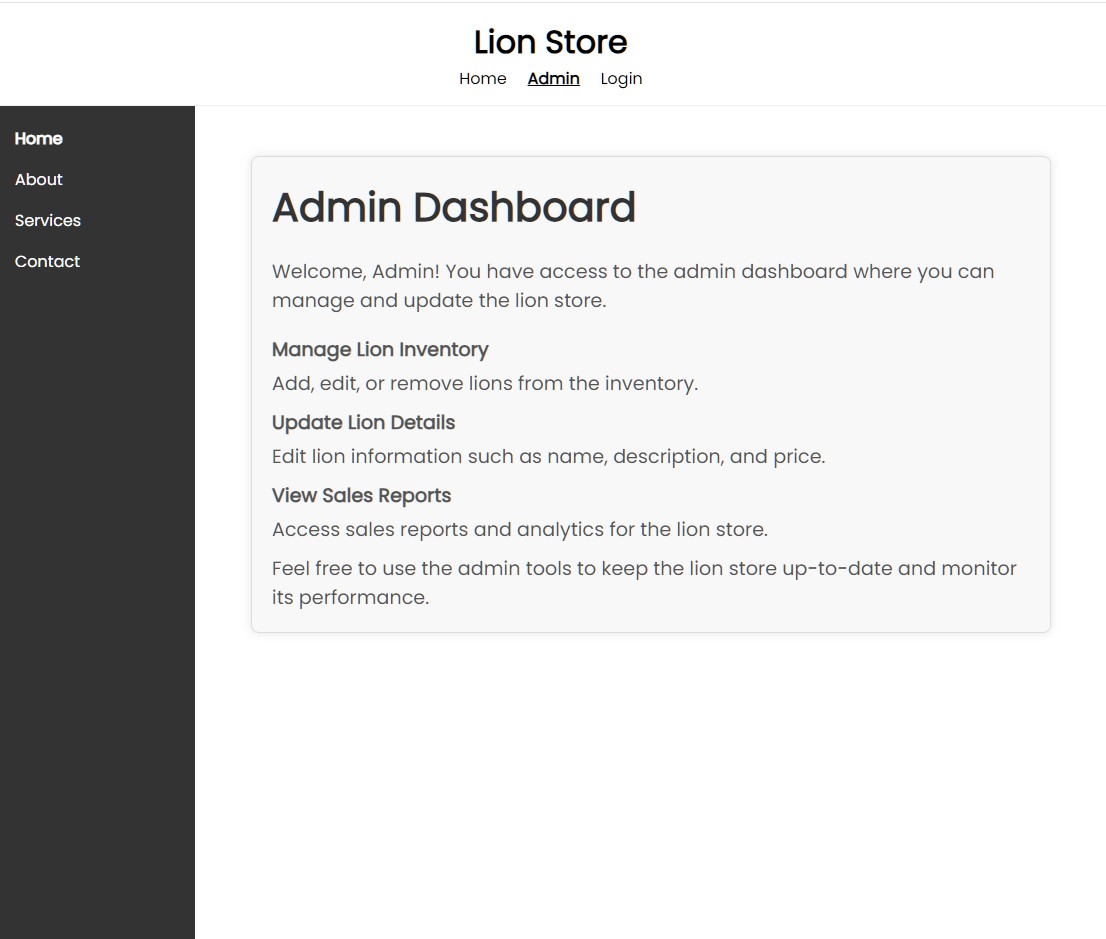 Lion Store
Home Admin Login
Home
About
Services
Contact
Admin Dashboard
Welcome, Admin! You have access to the admin dashboard where you can
manage and update the lion store.
Manage Lion Inventory
Add, edit, or remove lions from the inventory.
Update Lion Details
Edit lion information such as name, description, and price.
View Sales Reports
Access sales reports and analytics for the lion store.
Feel free to use the admin tools to keep the lion store up-to-date and monitor
its performance.